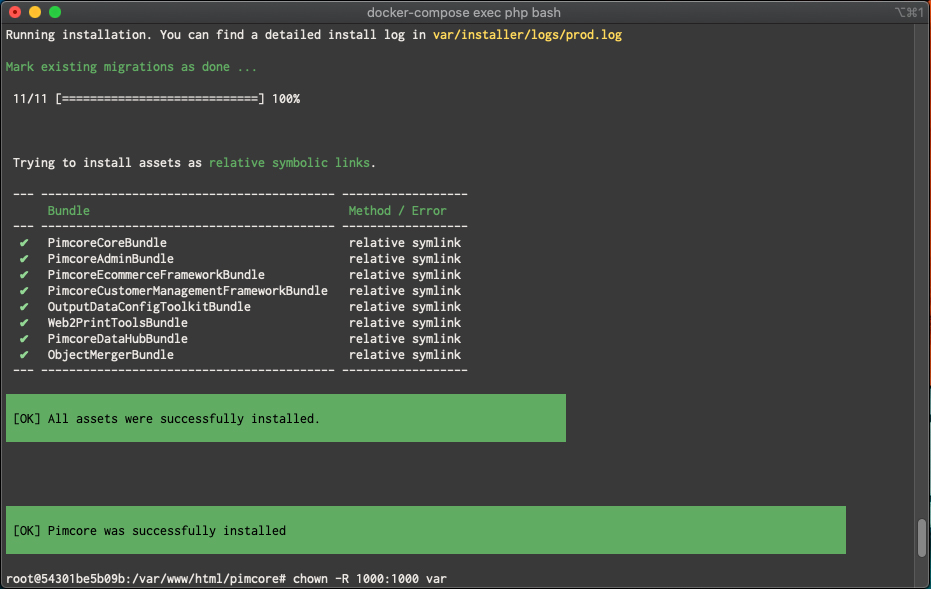 docker-compose exec php bash
⌥⌘1
Running installation. You can find a detailed install log in var/installer/logs/prod.log
Mark existing migrations as done ...
11/11 [============================] 100%
Trying to install assets as relative symbolic links.
--- ------------------------------------------ ------------------
Bundle Method / Error
--- ------------------------------------------ ------------------
✔ PimcoreCoreBundle relative symlink
✔ PimcoreAdminBundle relative symlink
✔ PimcoreEcommerceFrameworkBundle relative symlink
✔ PimcoreCustomerManagementFrameworkBundle relative symlink
✔ OutputDataConfigToolkitBundle relative symlink
✔ Web2PrintToolsBundle relative symlink
✔ PimcoreDataHubBundle relative symlink
✔ ObjectMergerBundle relative symlink
--- ------------------------------------------ ------------------
[OK] All assets were successfully installed.
[OK] Pimcore was successfully installed
root@54301be5b09b:/var/www/html/pimcore# chown -R 1000:1000 var